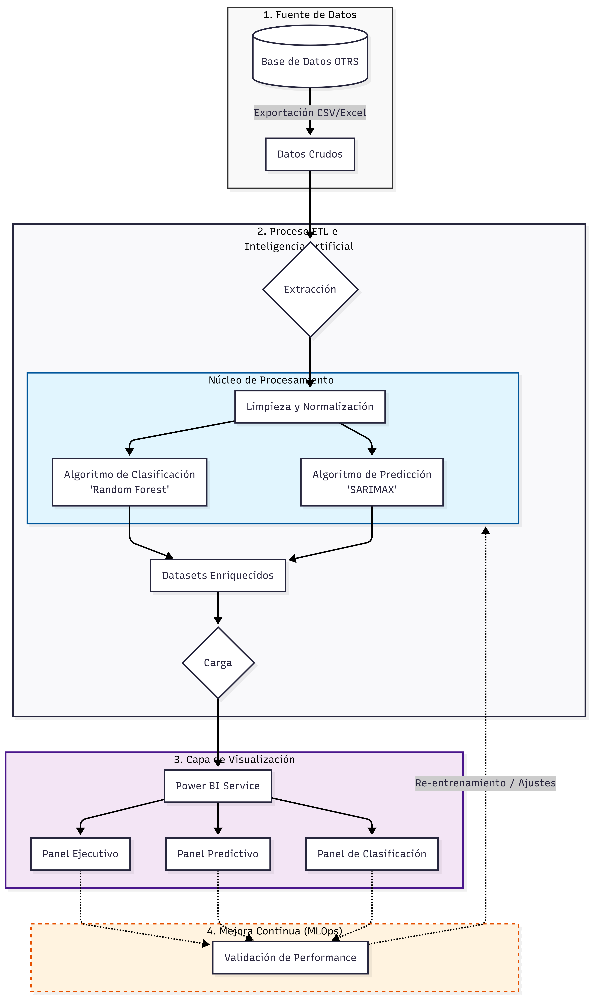 1. Fuente de Datos
Base de Datos OTRS
Exportación CSV/Excel
Datos Crudos
2. Proceso ETL e
Inteligencia Artificial
Extracción
Núcleo de Procesamiento
Limpieza y Normalización
Algoritmo de Clasificación
'Random Forest'
Algoritmo de Predicción
'SARIMAX'
Datasets Enriquecidos
Carga
3. Capa de Visualización
Power BI Service
Re-entrenamiento / Ajustes
Panel Ejecutivo
Panel Predictivo
Panel de Clasificación
4. Mejora Continua (MLOps)
Validación de Performance